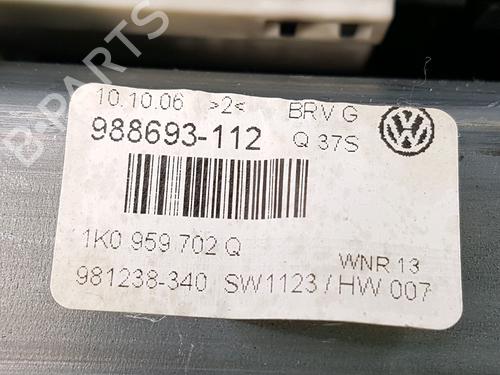 10.10.06 >2< BRV G
988693-112 Q 37S
1K0 959 702 Q
WNR 13
981238-340 SW1123 / HW 007
B-PARTS